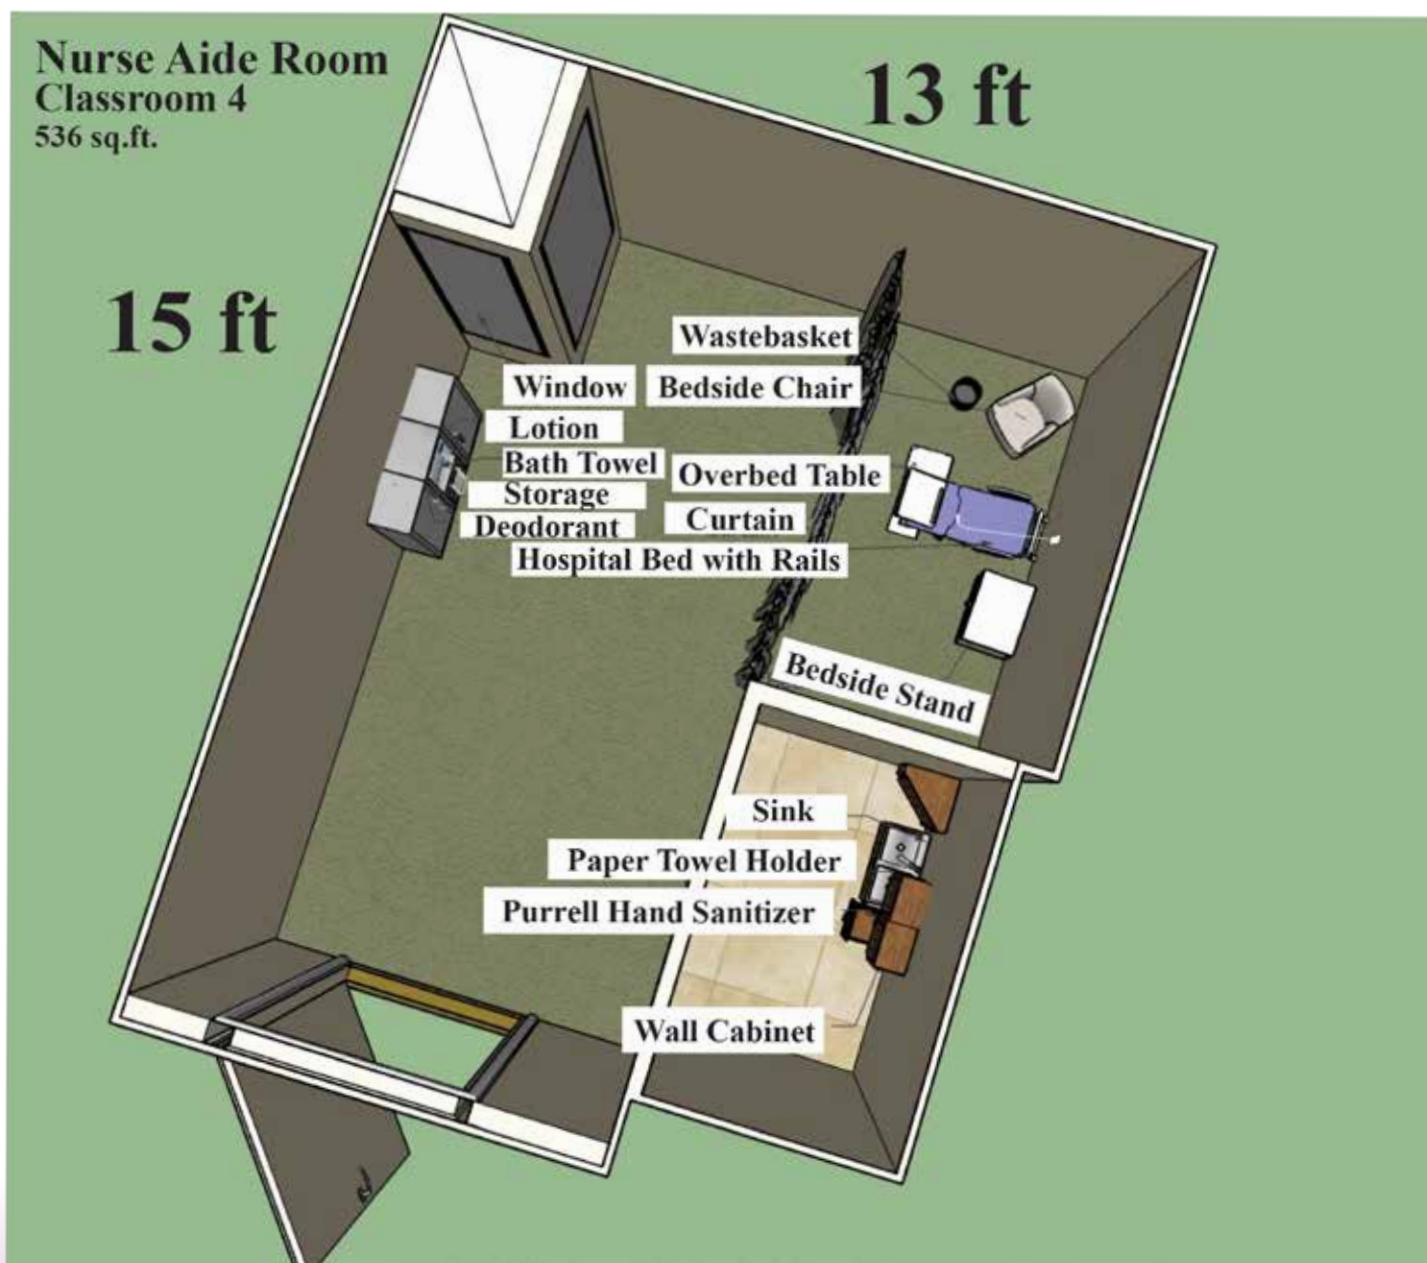 Nurse Aide Room
Classroom 4
536 sq.ft.
13 ft
15 ft
Wastebasket
Window
Bedside Chair
Lotion
Bath Towel
Overbed Table
Storage
Curtain
Deodorant
Hospital Bed with Rails
Bedside Stand
Sink
Paper Towel Holder
Purrell Hand Sanitizer
Wall Cabinet